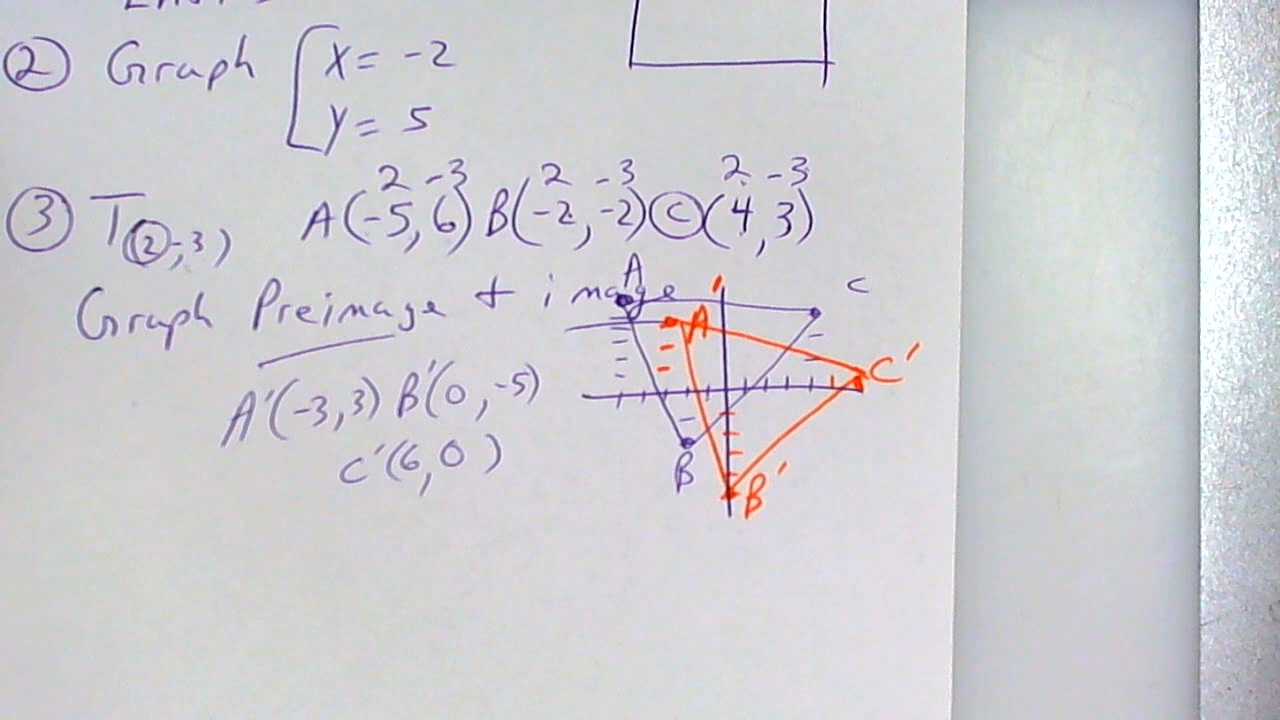 ② Graph { x = -2
y = 5
2 -3 2 -3 2 -3
③ T(2,-3) A(-5, 6) B(-2, -2) C(4, 3)
Graph Preimage + image
A'(-3, 3) B'(0, -5)
C'(6, 0)
A C
A'
C'
B B'